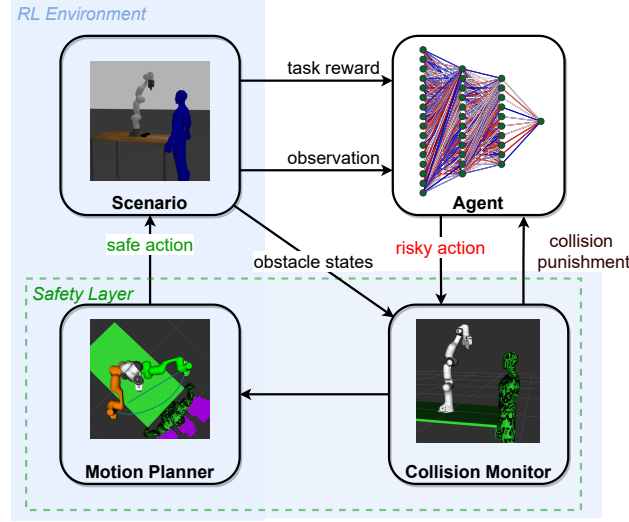 RL Environment
task reward
observation
Scenario
Agent
safe action
obstacle states
risky action
collision
punishment
Safety Layer
Motion Planner
Collision Monitor